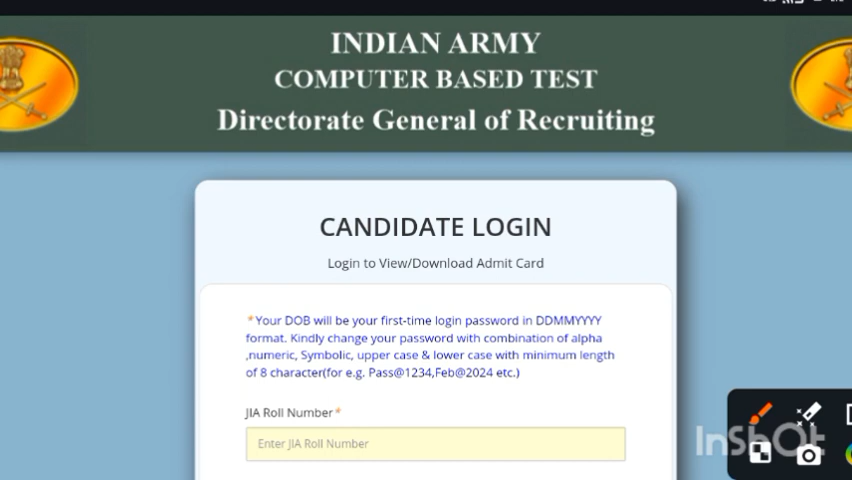 INDIAN ARMY
COMPUTER BASED TEST
Directorate General of Recruiting
CANDIDATE LOGIN
Login to View/Download Admit Card
*Your DOB will be your first-time login password in DDMMYYYY
format. Kindly change your password with combination of alpha
,numeric, Symbolic, upper case & lower case with minimum length
of 8 character(for e.g. Pass@1234,Feb@2024 etc.)
JIA Roll Number*
Enter JIA Roll Number
InShOt